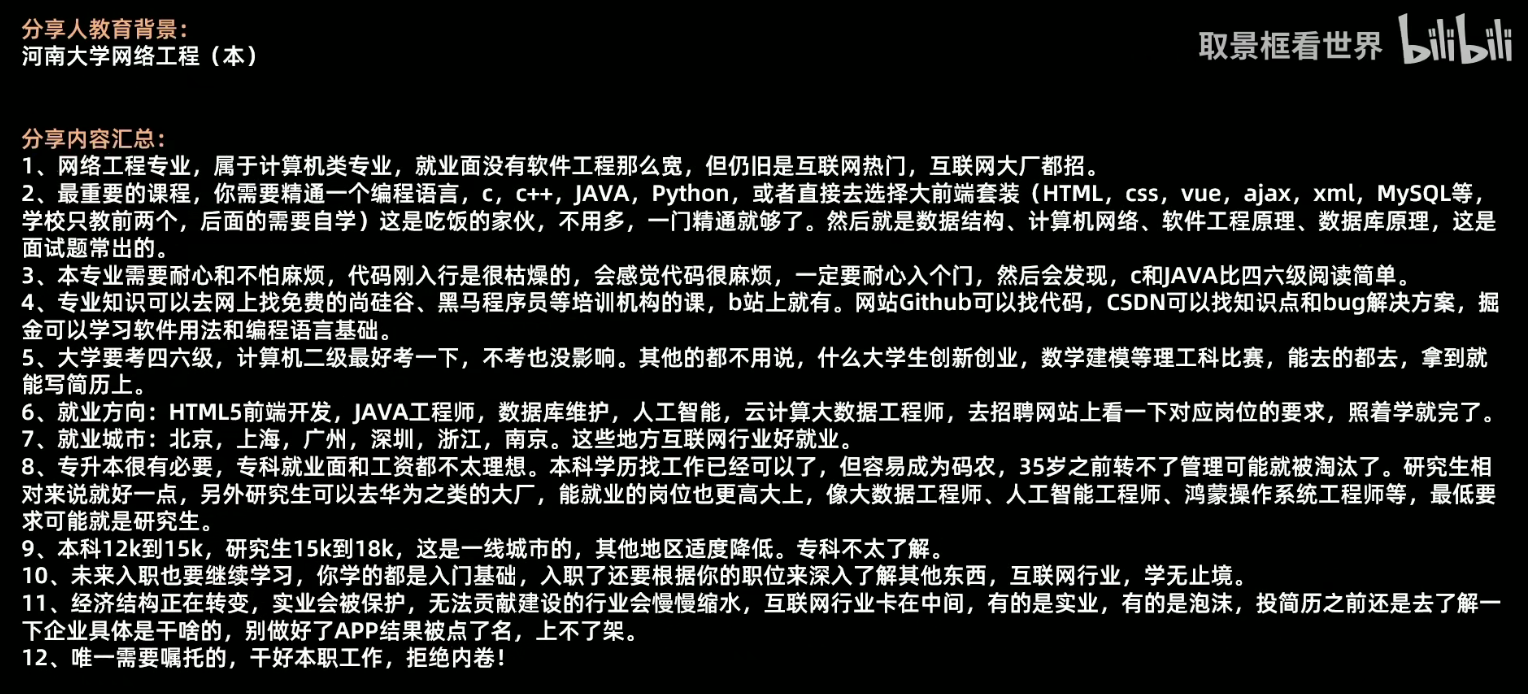 分享人教育背景：
取景框看世界 bilibili
河南大学网络工程（本）
分享内容汇总：
1、网络工程专业，属于计算机类专业，就业面没有软件工程那么宽，但仍旧是互联网热门，互联网大厂都招。
2、最重要的课程，你需要精通一个编程语言，c，c++，JAVA，Python，或者直接去选择大前端套装（HTML，css，vue，ajax，xml，MySQL等，
学校只教前两个，后面的需要自学）这是吃饭的家伙，不用多，一门精通就够了。然后就是数据结构、计算机网络、软件工程原理、数据库原理，这是
面试题常出的。
3、本专业需要耐心和不怕麻烦，代码刚入行是很枯燥的，会感觉代码很麻烦，一定要耐心入个门，然后会发现，c和JAVA比四六级阅读简单。
4、专业知识可以去网上找免费的尚硅谷、黑马程序员等培训机构的课，b站上就有。网站Github可以找代码，CSDN可以找知识点和bug解决方案，掘
金可以学习软件用法和编程语言基础。
5、大学要考四六级，计算机二级最好考一下，不考也没影响。其他的都不用说，什么大学生创新创业，数学建模等理工科比赛，能去的都去，拿到就
能写简历上。
6、就业方向：HTML5前端开发，JAVA工程师，数据库维护，人工智能，云计算大数据工程师，去招聘网站上看一下对应岗位的要求，照着学就完了。
7、就业城市：北京，上海，广州，深圳，浙江，南京。这些地方互联网行业好就业。
8、专升本很有必要，专科就业面和工资都不太理想。本科学历找工作已经可以了，但容易成为码农，35岁之前转不了管理可能就被淘汰了。研究生相
对来说就好一点，另外研究生可以去华为之类的大厂，能就业的岗位也更高大上，像大数据工程师、人工智能工程师、鸿蒙操作系统工程师等，最低要
求可能就是研究生。
9、本科12k到15k，研究生15k到18k，这是一线城市的，其他地区适度降低。专科不太了解。
10、未来入职也要继续学习，你学的都是入门基础，入职了还要根据你的职位来深入了解其他东西，互联网行业，学无止境。
11、经济结构正在转变，实业会被保护，无法贡献建设的行业会慢慢缩水，互联网行业卡在中间，有的是实业，有的是泡沫，投简历之前还是去了解一
下企业具体是干啥的，别做好了APP结果被点了名，上不了架。
12、唯一需要嘱托的，干好本职工作，拒绝内卷！